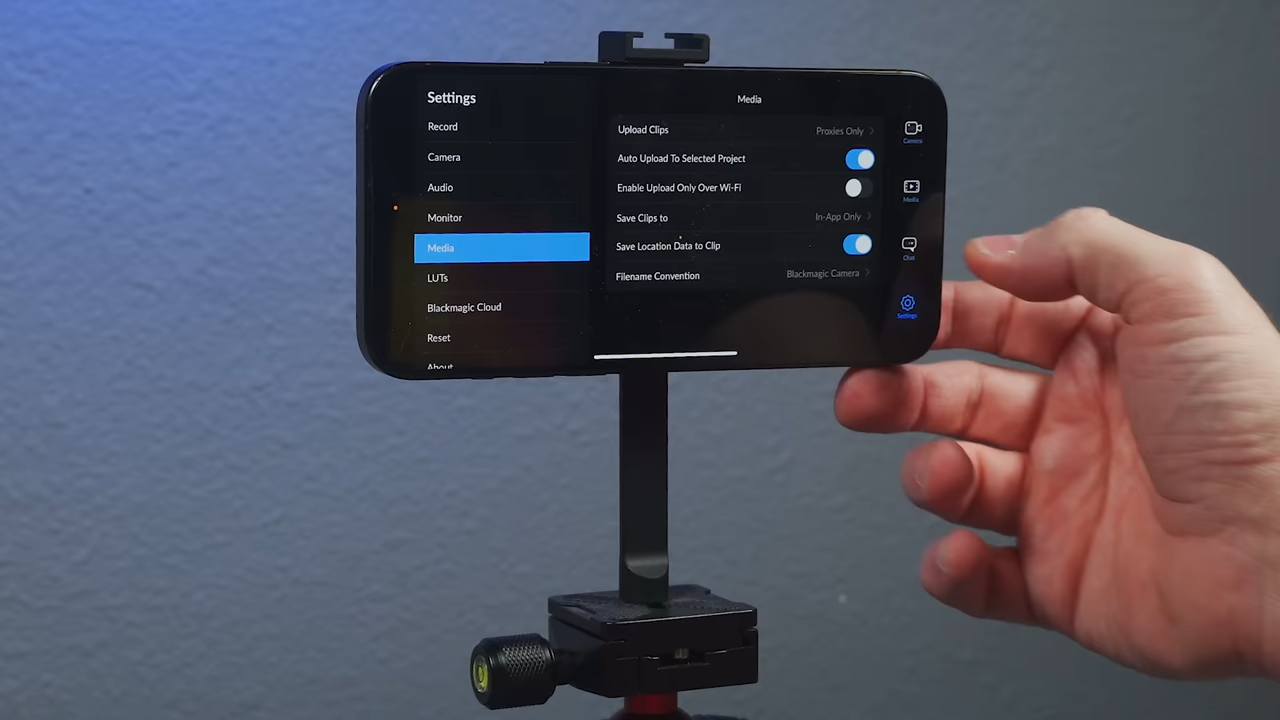 Settings
Record
Camera
Audio
Monitor
Media
LUTs
Blackmagic Cloud
Reset
About
Media
Upload Clips Proxies Only
Auto Upload To Selected Project
Enable Upload Only Over Wi-Fi
Save Clips to In-App Only
Save Location Data to Clip
Filename Convention Blackmagic Camera
Camera
Media
Chat
Settings